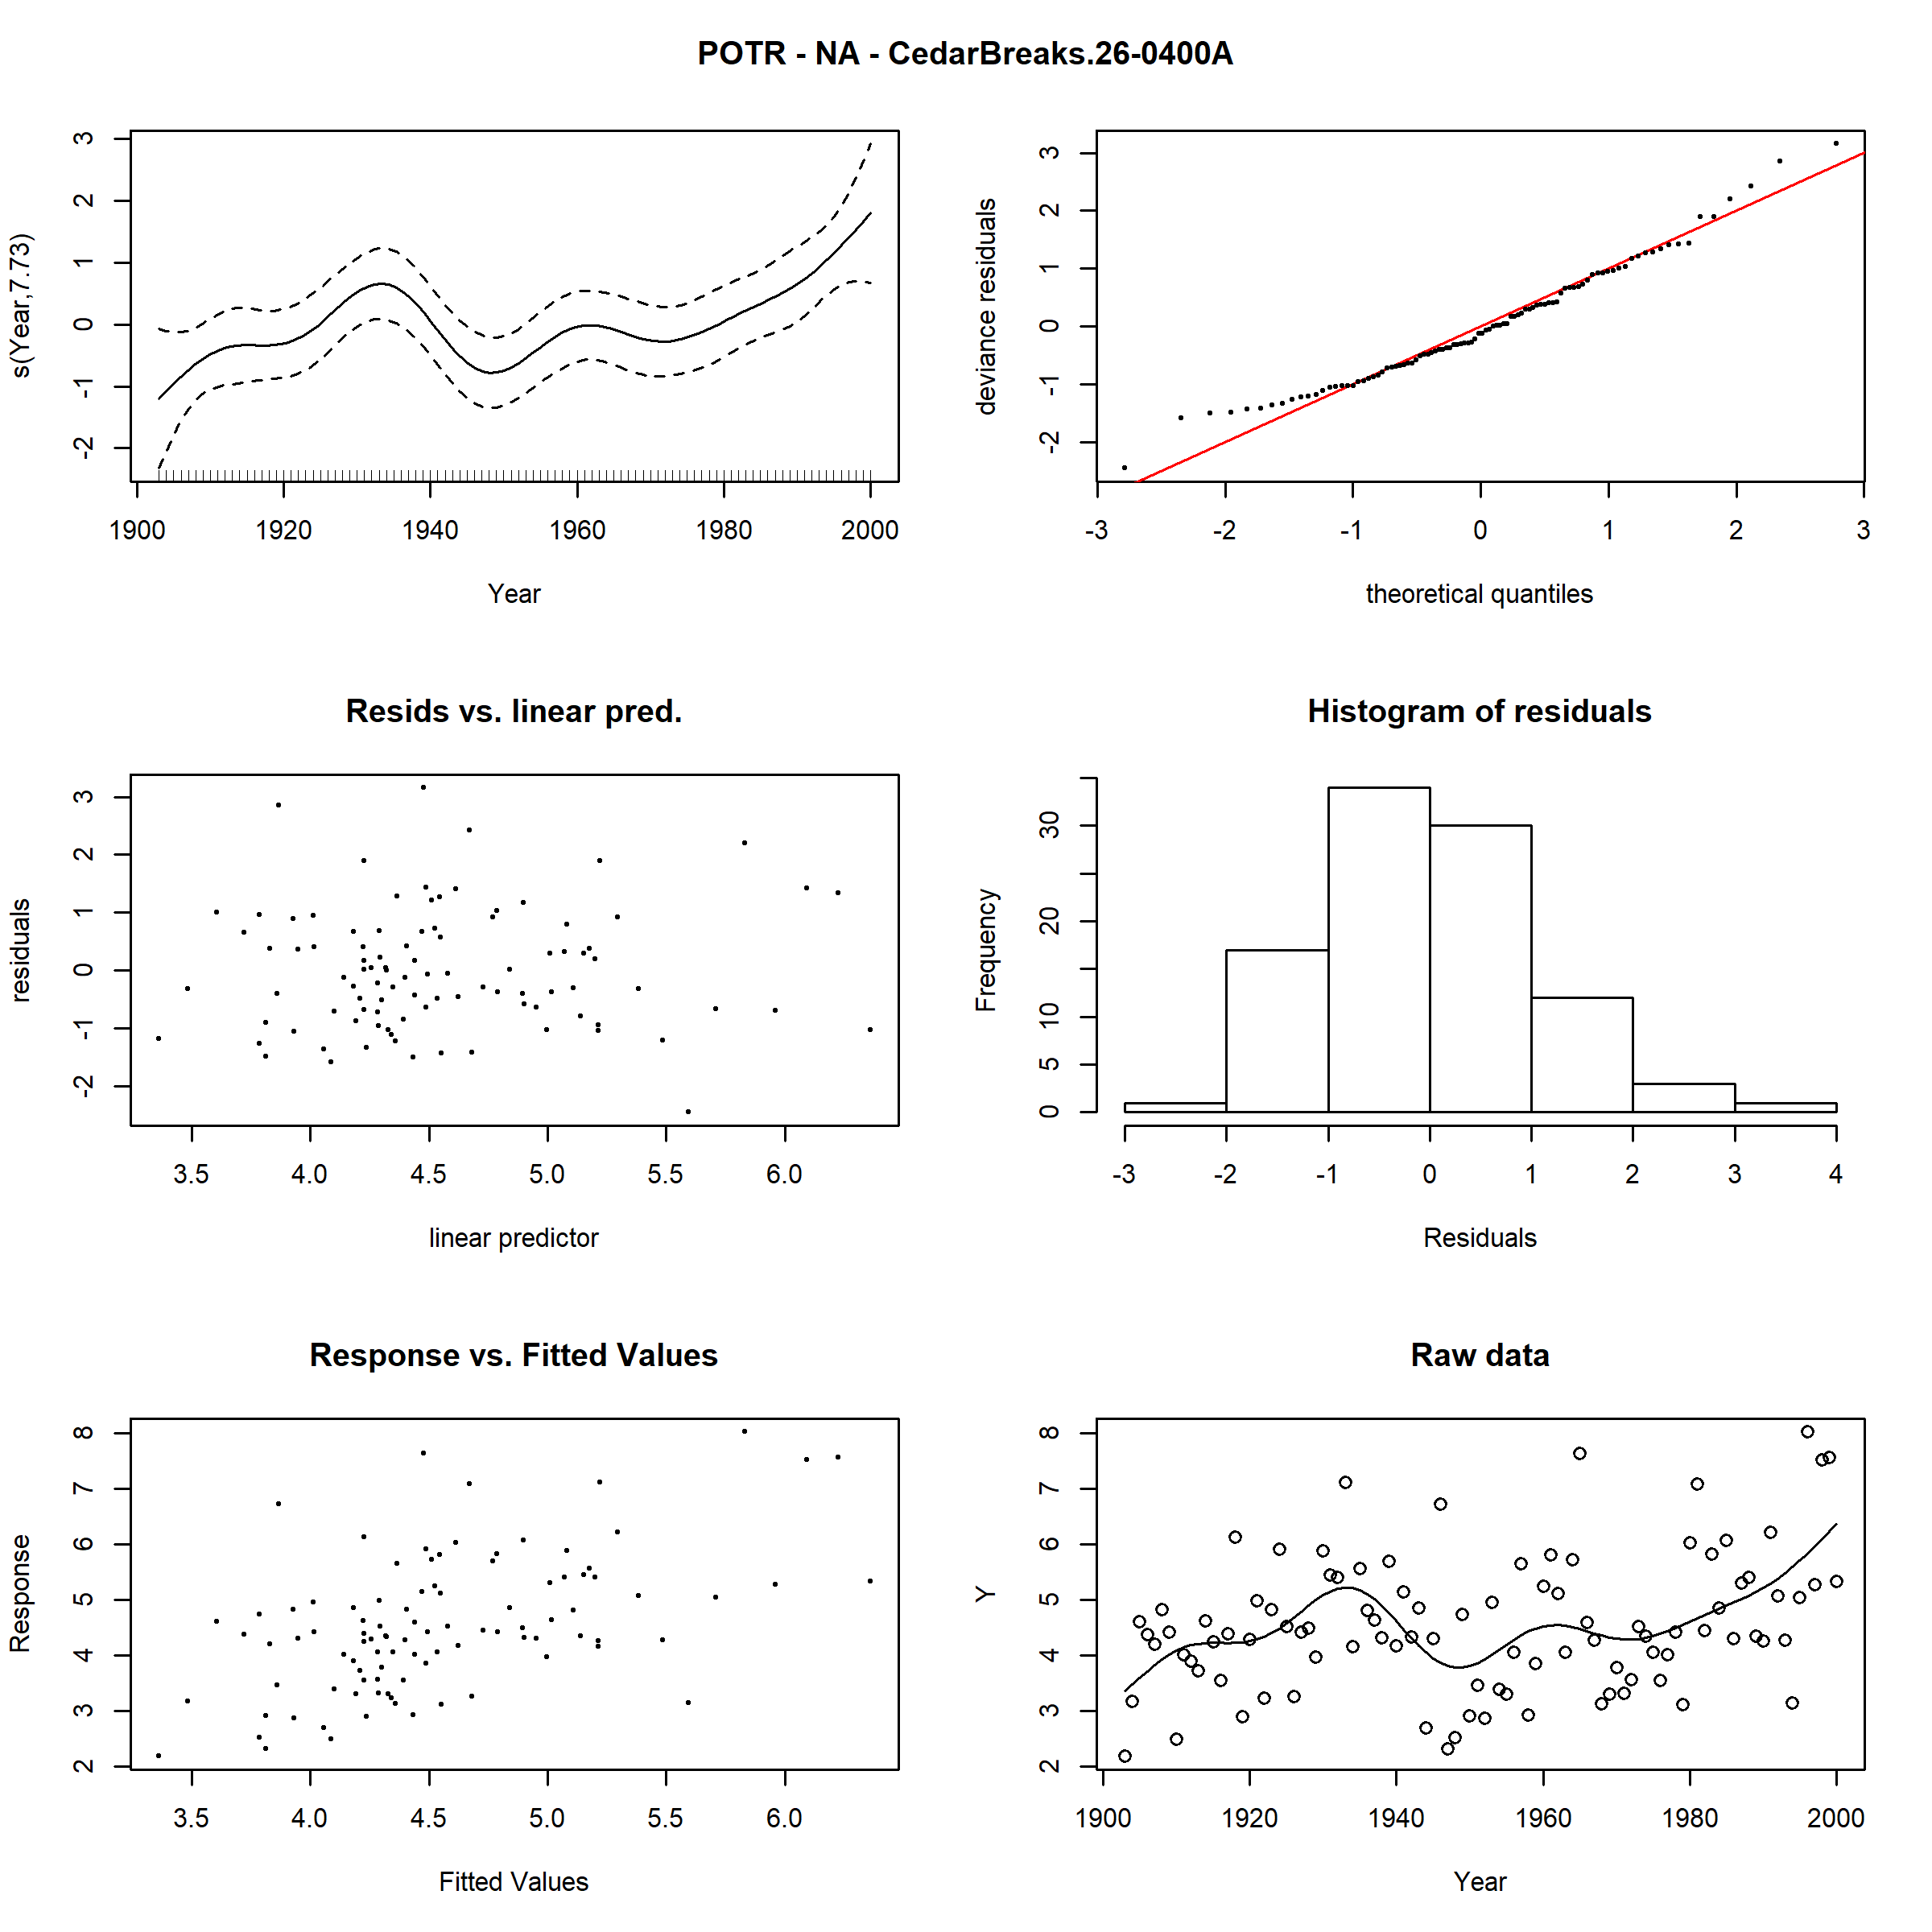 POTR - NA - CedarBreaks.26-0400A
s(Year,7.73)
3
2
1
0
-1
-2
1900 1920 1940 1960 1980 2000
Year
deviance residuals
3
2
1
0
-1
-2
-3 -2 -1 0 1 2 3
theoretical quantiles
Resids vs. linear pred.
residuals
3
2
1
0
-1
-2
3.5 4.0 4.5 5.0 5.5 6.0
linear predictor
Histogram of residuals
Frequency
30
20
10
5
0
-3 -2 -1 0 1 2 3 4
Residuals
Response vs. Fitted Values
Response
8
7
6
5
4
3
2
3.5 4.0 4.5 5.0 5.5 6.0
Fitted Values
Raw data
Y
8
7
6
5
4
3
2
1900 1920 1940 1960 1980 2000
Year